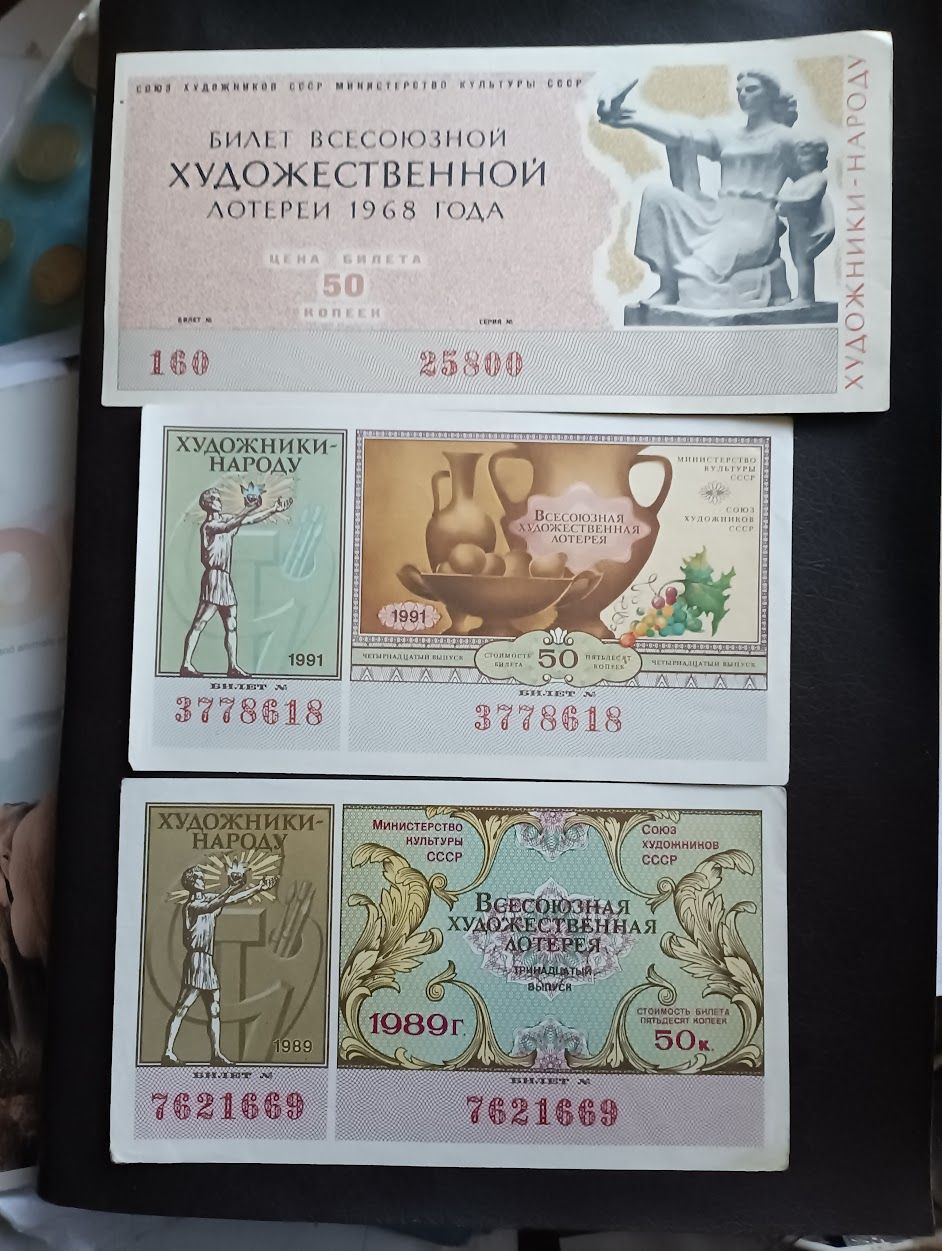 СОЮЗ ХУДОЖНИКОВ СССР МИНИСТЕРСТВО КУЛЬТУРЫ СССР
БИЛЕТ ВСЕСОЮЗНОЙ
ХУДОЖЕСТВЕННОЙ
ЛОТЕРЕИ 1968 ГОДА
ЦЕНА БИЛЕТА
50
КОПЕЕК
БИЛЕТ № СЕРИЯ №
160 25800
ХУДОЖНИКИ-НАРОДУ
ХУДОЖНИКИ-
НАРОДУ
1991
БИЛЕТ №
3778618
МИНИСТЕРСТВО
КУЛЬТУРЫ
СССР
СОЮЗ
ХУДОЖНИКОВ
СССР
ВСЕСОЮЗНАЯ
ХУДОЖЕСТВЕННАЯ
ЛОТЕРЕЯ
1991
ЧЕТЫРНАДЦАТЫЙ ВЫПУСК
СТОИМОСТЬ
БИЛЕТА
50
ПЯТЬДЕСЯТ
КОПЕЕК
ЧЕТЫРНАДЦАТЫЙ ВЫПУСК
БИЛЕТ №
3778618
ХУДОЖНИКИ-
НАРОДУ
1989
БИЛЕТ №
7621669
МИНИСТЕРСТВО
КУЛЬТУРЫ
СССР
СОЮЗ
ХУДОЖНИКОВ
СССР
ВСЕСОЮЗНАЯ
ХУДОЖЕСТВЕННАЯ
ЛОТЕРЕЯ
ТРИНАДЦАТЫЙ
ВЫПУСК
1989 г.
СТОИМОСТЬ БИЛЕТА
ПЯТЬДЕСЯТ КОПЕЕК
50 к.
БИЛЕТ №
7621669